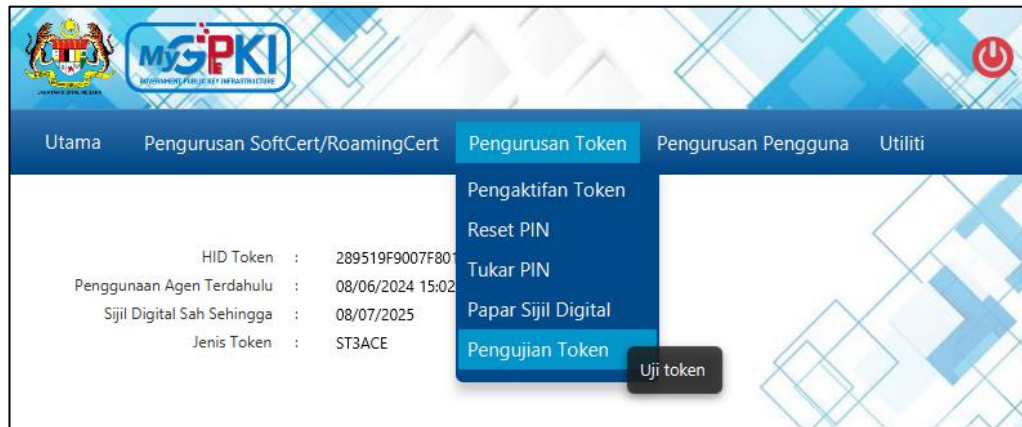 MyGPKI
GOVERNMENT PUBLIC KEY INFRASTRUCTURE
Utama Pengurusan SoftCert/RoamingCert Pengurusan Token Pengurusan Pengguna Utiliti
Pengaktifan Token
Reset PIN
Tukar PIN
Papar Sijil Digital
Pengujian Token
Uji token
HID Token : 289519F9007F801
Penggunaan Agen Terdahulu : 08/06/2024 15:02
Sijil Digital Sah Sehingga : 08/07/2025
Jenis Token : ST3ACE